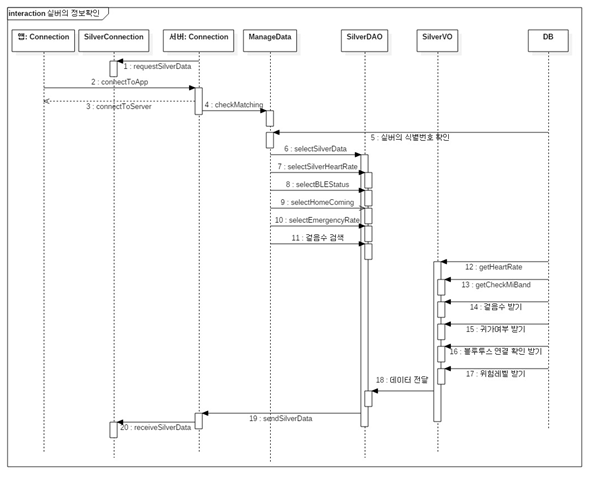 interaction 실버의 정보확인
앱: Connection
SilverConnection
서버: Connection
ManageData
SilverDAO
SilverVO
DB
1 : requestSilverData
2 : connectToApp
3 : connectToServer
4 : checkMatching
5 : 실버의 식별번호 확인
6 : selectSilverData
7 : selectSilverHeartRate
8 : selectBLEStatus
9 : selectHomeComing
10 : selectEmergencyRate
11 : 걸음수 검색
12 : getHeartRate
13 : getCheckMiBand
14 : 걸음수 받기
15 : 귀가여부 받기
16 : 블루투스 연결 확인 받기
17 : 위험레벨 받기
18 : 데이터 전달
19 : sendSilverData
20 : receiveSilverData